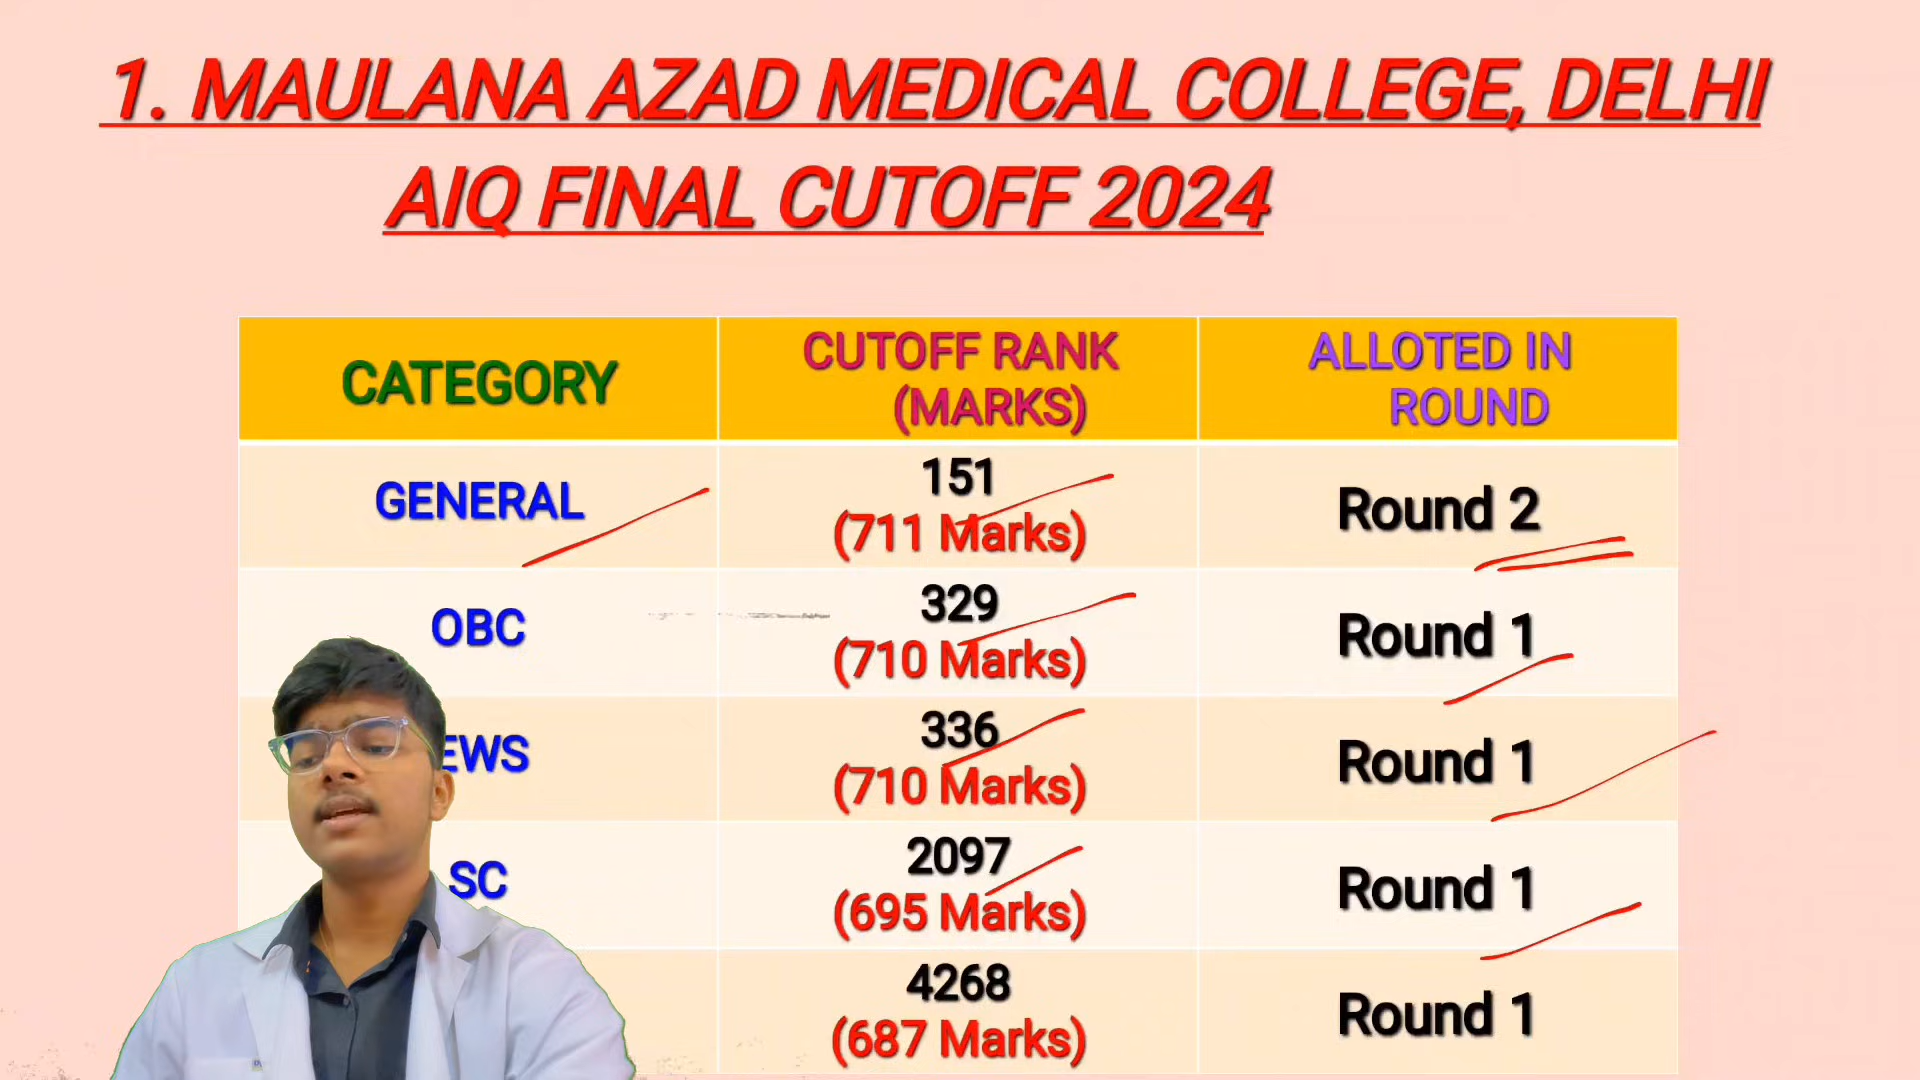 1. MAULANA AZAD MEDICAL COLLEGE, DELHI
AIQ FINAL CUTOFF 2024
CATEGORY
CUTOFF RANK
(MARKS)
ALLOTED IN
ROUND
GENERAL
151
(711 Marks)
Round 2
OBC
329
(710 Marks)
Round 1
EWS
336
(710 Marks)
Round 1
SC
2097
(695 Marks)
Round 1
4268
(687 Marks)
Round 1